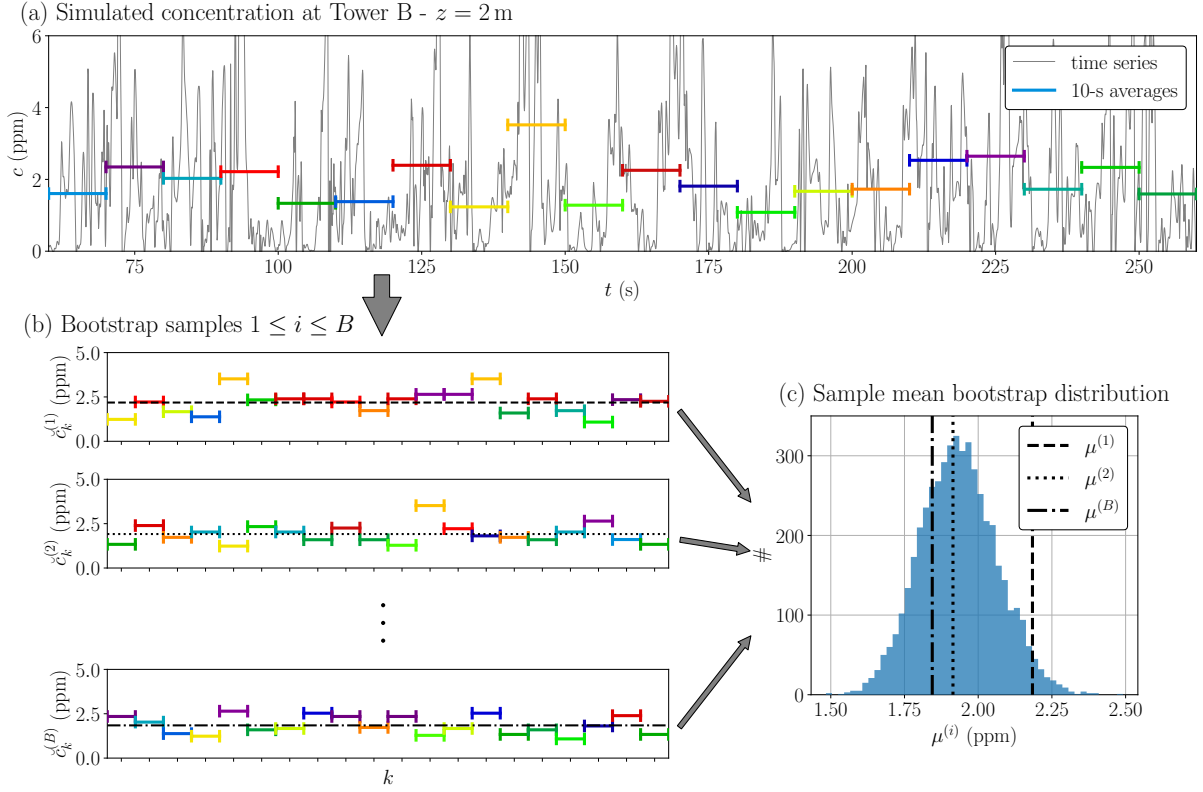 (a) Simulated concentration at Tower B - z = 2 m
6
4
2
0
c (ppm)
time series
10-s averages
75 100 125 150 175 200 225 250
t (s)
(b) Bootstrap samples 1 ≤ i ≤ B
5.0
2.5
0.0
č_k^(1) (ppm)
5.0
2.5
0.0
č_k^(2) (ppm)
5.0
2.5
0.0
č_k^(B) (ppm)
k
(c) Sample mean bootstrap distribution
300
200
100
0
#
μ^(1)
μ^(2)
μ^(B)
1.50 1.75 2.00 2.25 2.50
μ^(i) (ppm)